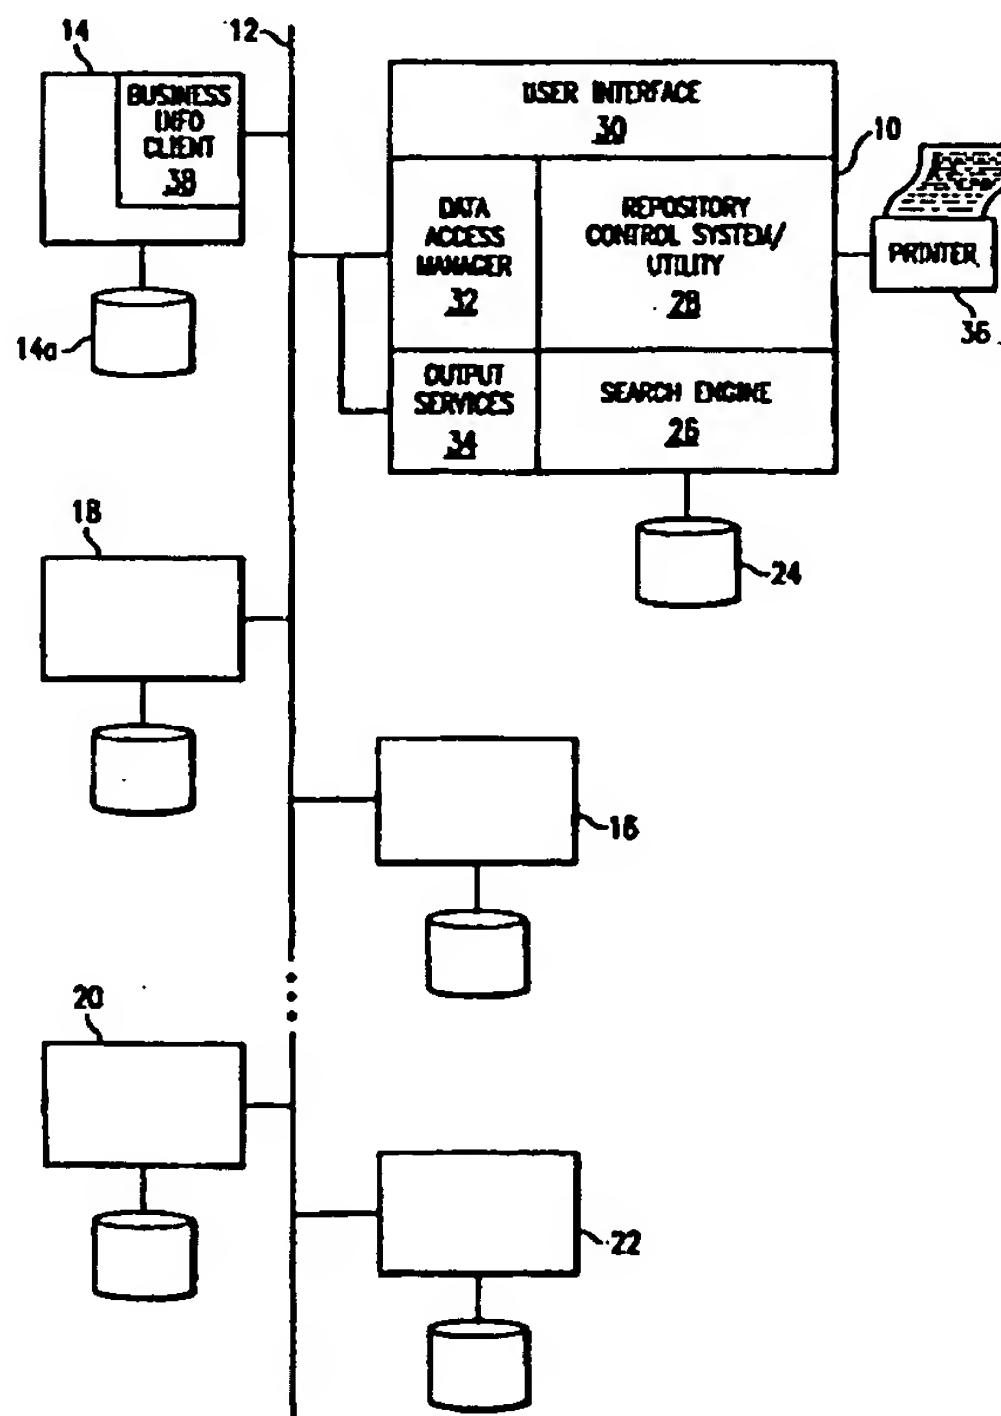 14
12
BUSINESS
INFO
CLIENT
38
USER INTERFACE
30
10
DATA
ACCESS
MANAGER
32
REPOSITORY
CONTROL SYSTEM/
UTILITY
28
PRINTER
36
14a
OUTPUT
SERVICES
34
SEARCH ENGINE
26
18
24
16
20
22